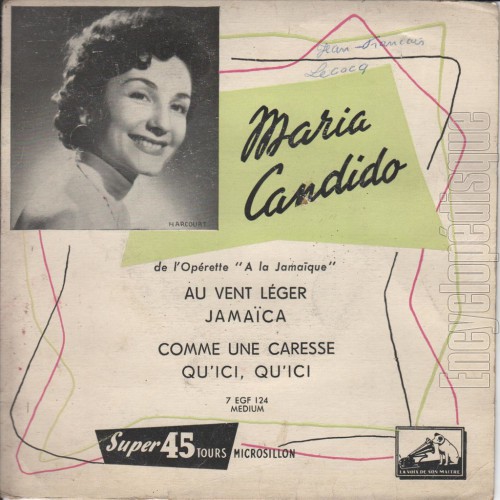 Jean-François
Lecocq
Maria
Candido
HARCOURT
de l'Opérette "A la Jamaïque"
AU VENT LÉGER
JAMAÏCA
COMME UNE CARESSE
QU'ICI, QU'ICI
7 EGF 124
MEDIUM
Super 45 TOURS MICROSILLON
LA VOIX DE SON MAITRE
Encyclopédisque